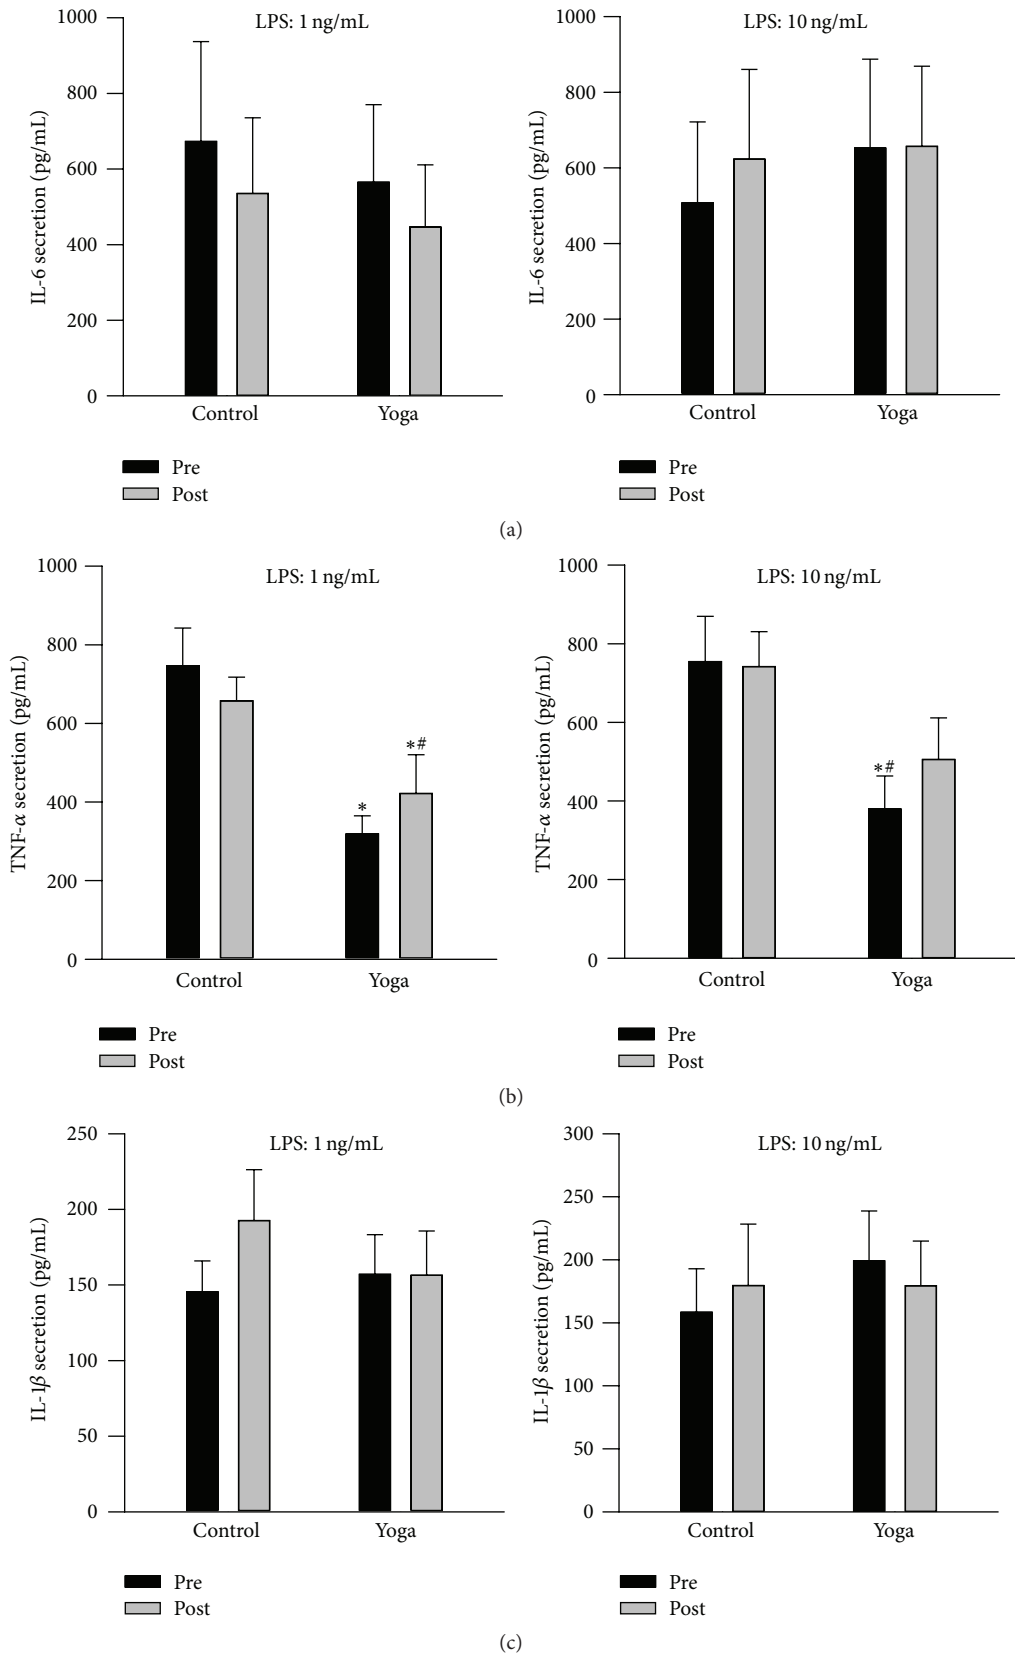 LPS: 1 ng/mL
IL-6 secretion (pg/mL)
1000
800
600
400
200
0
Control Yoga
Pre
Post
LPS: 10 ng/mL
IL-6 secretion (pg/mL)
1000
800
600
400
200
0
Control Yoga
Pre
Post
(a)
LPS: 1 ng/mL
TNF-α secretion (pg/mL)
1000
800
600
400
200
0
*
*#
Control Yoga
Pre
Post
LPS: 10 ng/mL
TNF-α secretion (pg/mL)
1000
800
600
400
200
0
*#
Control Yoga
Pre
Post
(b)
LPS: 1 ng/mL
IL-1β secretion (pg/mL)
250
200
150
100
50
0
Control Yoga
Pre
Post
LPS: 10 ng/mL
IL-1β secretion (pg/mL)
300
250
200
150
100
50
0
Control Yoga
Pre
Post
(c)